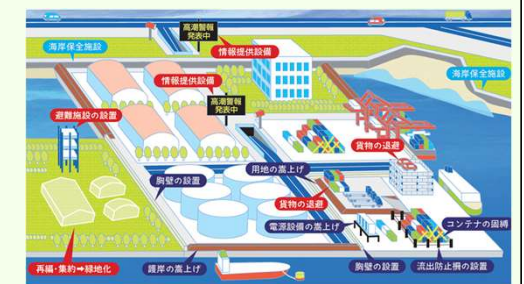 高潮警報
発表中
海岸保全施設
情報提供設備
海岸保全施設
情報提供設備
高潮警報
発表中
避難施設の設置
貨物の退避
用地の嵩上げ
胸壁の設置
貨物の退避
電源設備の嵩上げ
コンテナの固縛
再編・集約➡緑地化
護岸の嵩上げ
胸壁の設置
流出防止柵の設置